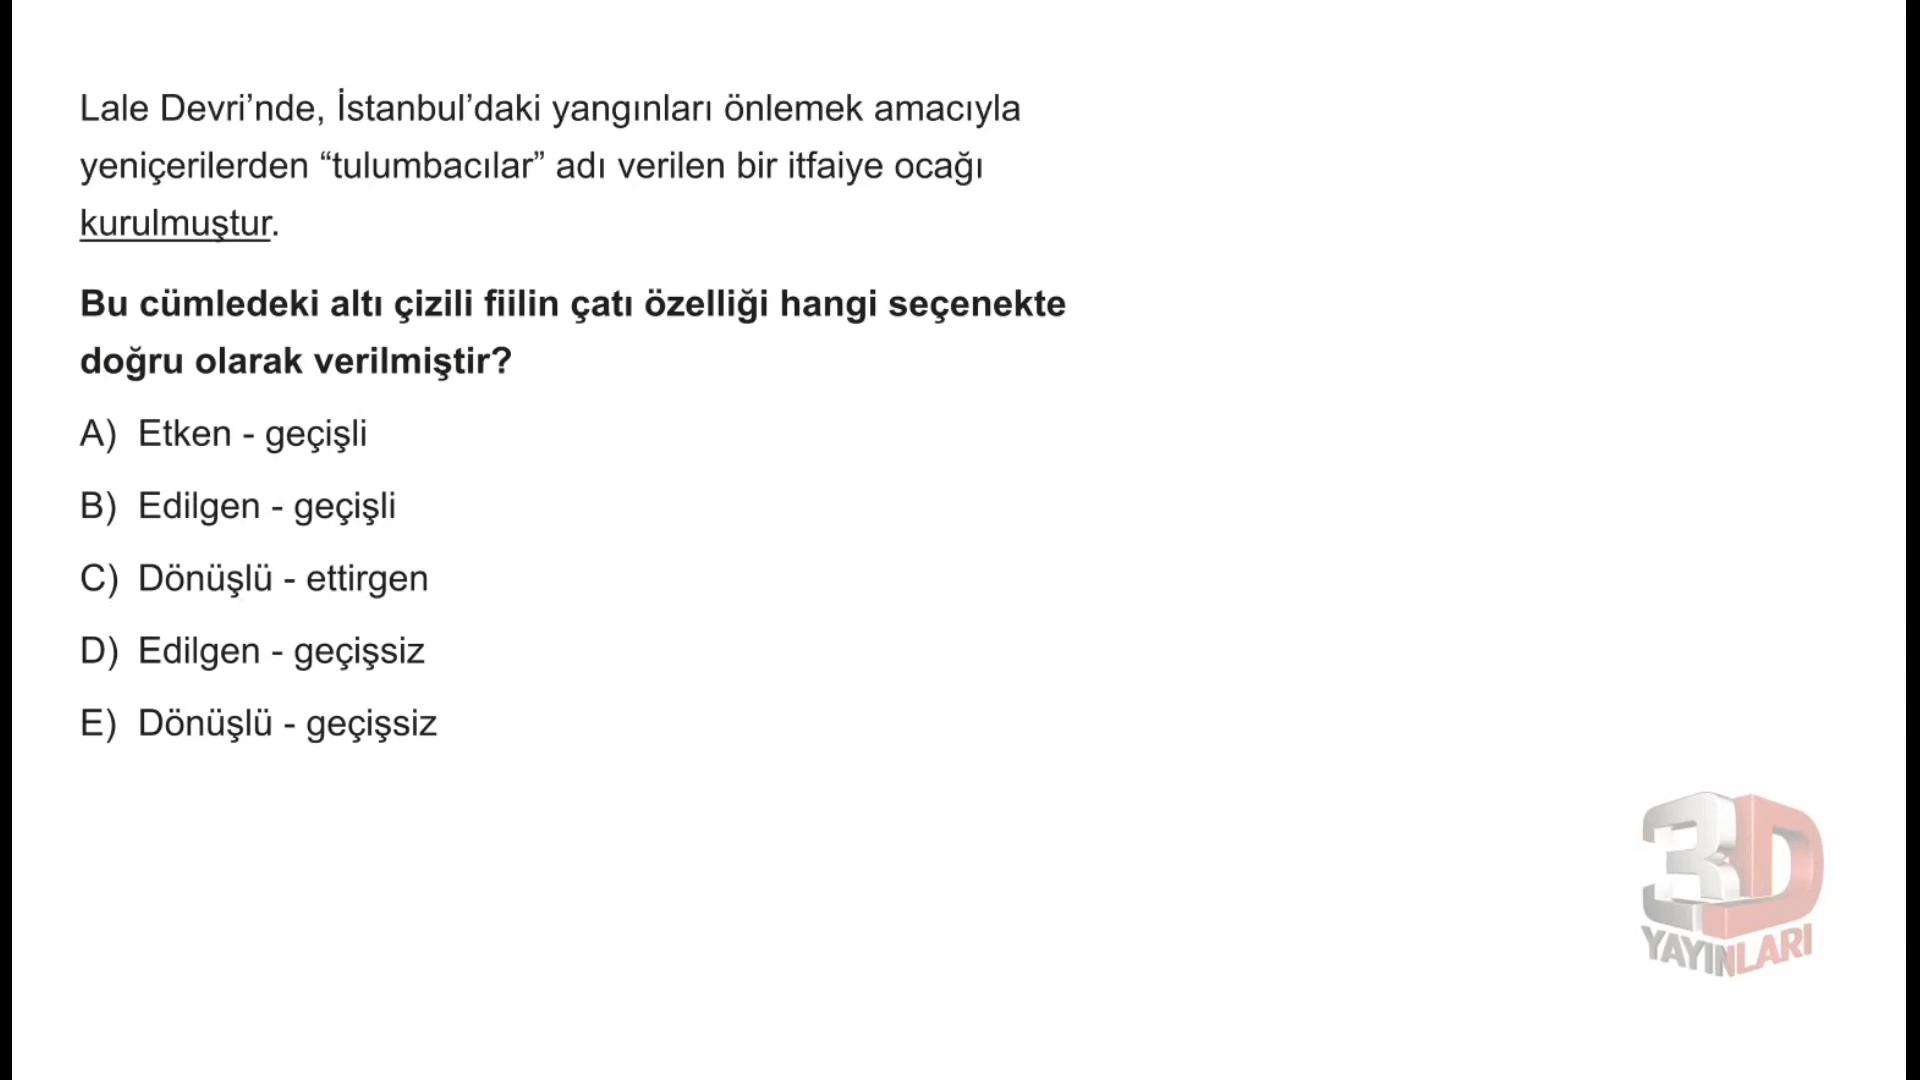 Lale Devri’nde, İstanbul’daki yangınları önlemek amacıyla
yeniçerilerden “tulumbacılar” adı verilen bir itfaiye ocağı
kurulmuştur.
Bu cümledeki altı çizili fiilin çatı özelliği hangi seçenekte
doğru olarak verilmiştir?
A) Etken - geçişli
B) Edilgen - geçişli
C) Dönüşlü - ettirgen
D) Edilgen - geçişsiz
E) Dönüşlü - geçişsiz
3D
YAYINLARI